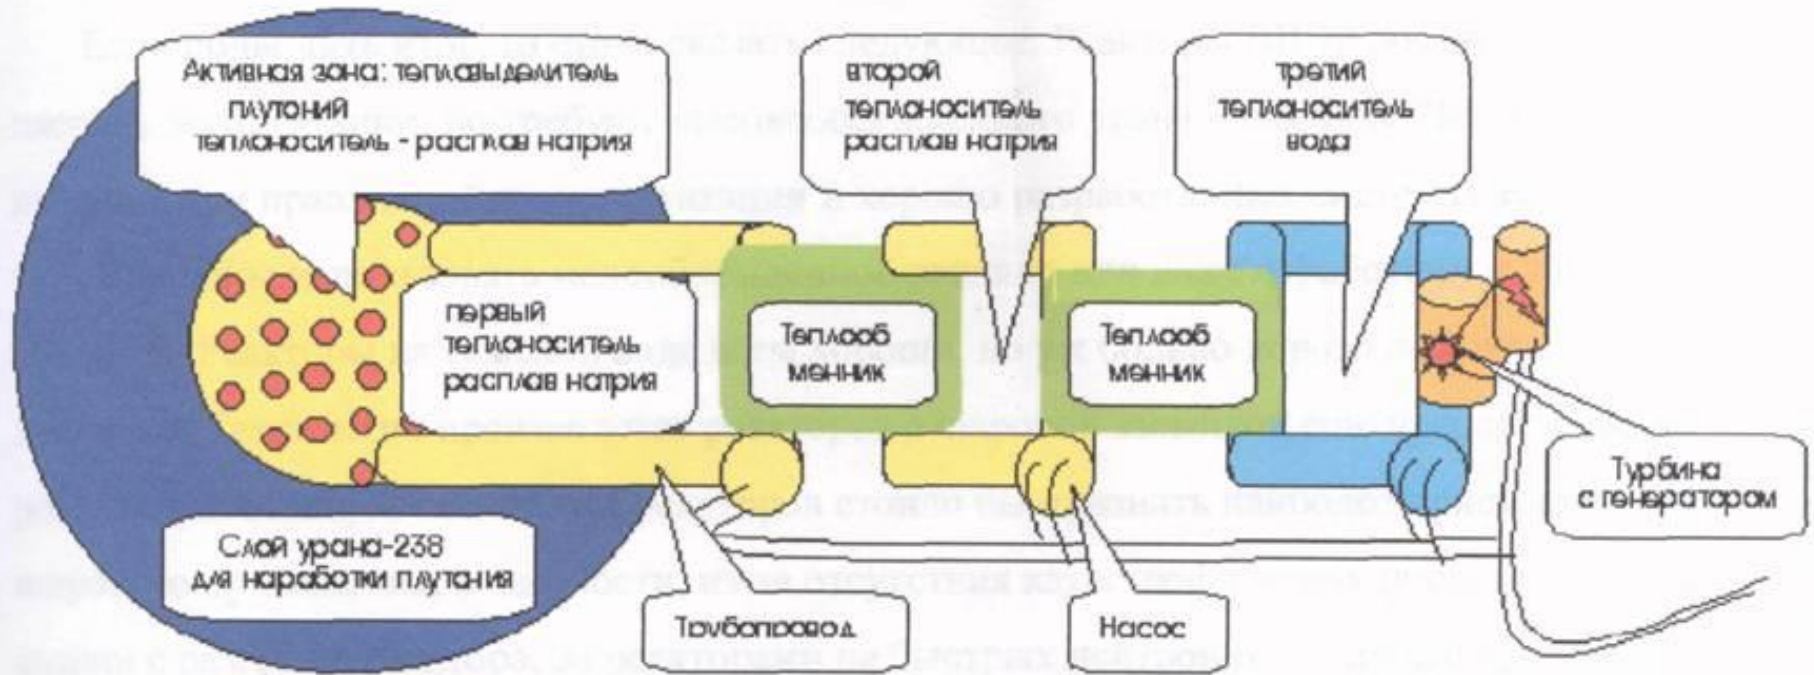 Активная зона: тепловыделитель
плутоний
теплоноситель - расплав натрия
второй
теплоноситель
расплав натрия
третий
теплоноситель
вода
первый
теплоноситель
расплав натрия
Теплооб
менник
Теплооб
менник
Турбина
с генератором
Слой урана-238
для наработки плутония
Трубопровод
Насос